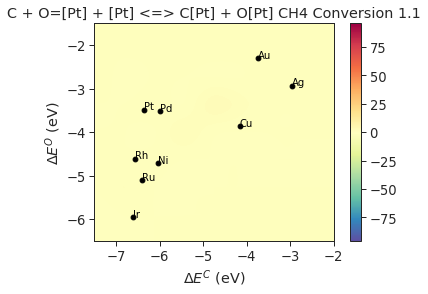 C + O=[Pt] + [Pt] <=> C[Pt] + O[Pt] CH4 Conversion 1.1
−2
−3
−4
−5
−6
ΔE^O (eV)
Au
Ag
Pt
Pd
Cu
Rh
Ni
Ru
Ir
−7
−6
−5
−4
−3
−2
ΔE^C (eV)
75
50
25
0
−25
−50
−75